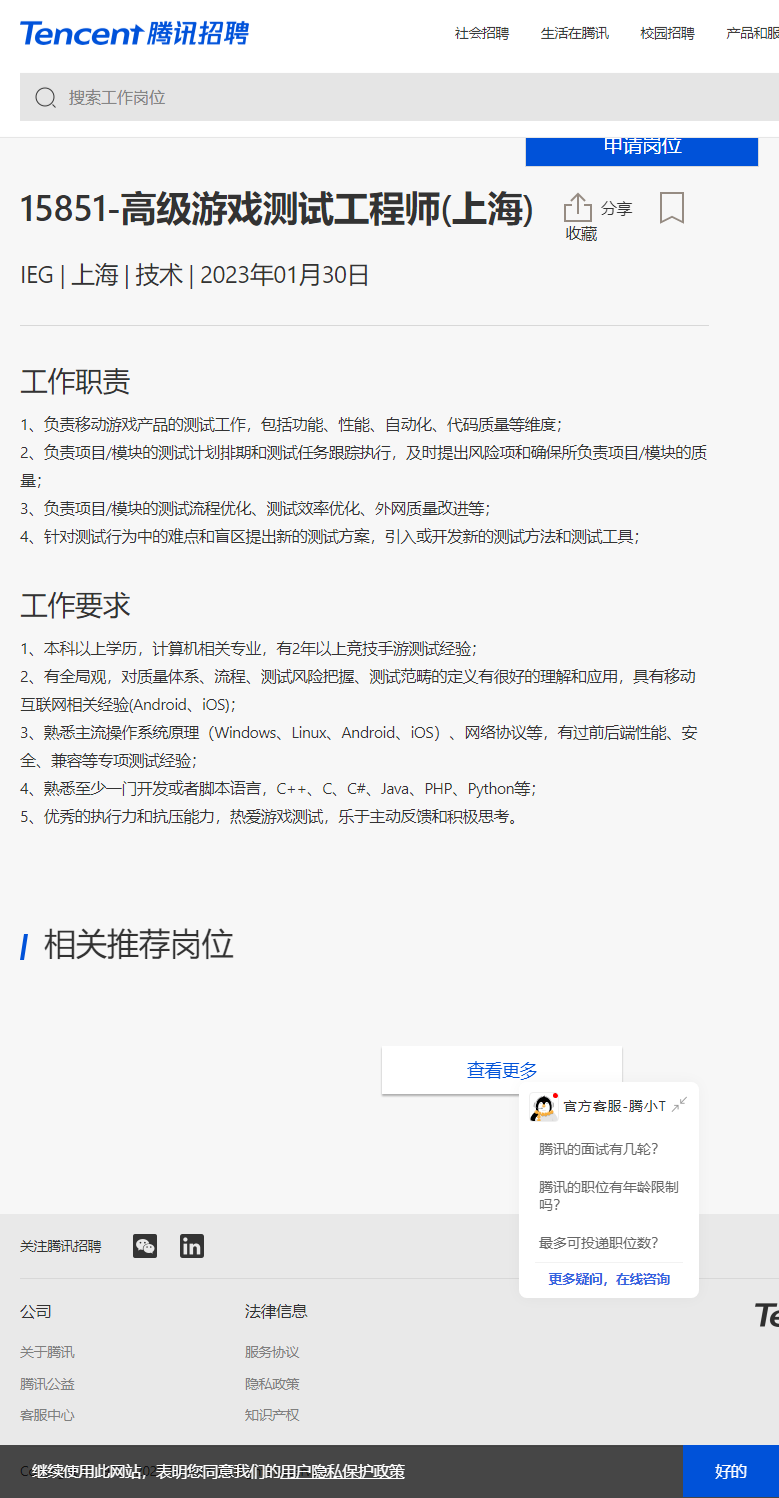 Tencent 腾讯招聘
社会招聘 生活在腾讯 校园招聘 产品和服
搜索工作岗位
申请岗位
15851-高级游戏测试工程师(上海)
分享
收藏
IEG | 上海 | 技术 | 2023年01月30日
工作职责
1、负责移动游戏产品的测试工作，包括功能、性能、自动化、代码质量等维度；
2、负责项目/模块的测试计划排期和测试任务跟踪执行，及时提出风险项和确保所负责项目/模块的质
量；
3、负责项目/模块的测试流程优化、测试效率优化、外网质量改进等；
4、针对测试行为中的难点和盲区提出新的测试方案，引入或开发新的测试方法和测试工具；
工作要求
1、本科以上学历，计算机相关专业，有2年以上竞技手游测试经验；
2、有全局观，对质量体系、流程、测试风险把握、测试范畴的定义有很好的理解和应用，具有移动
互联网相关经验(Android、iOS)；
3、熟悉主流操作系统原理（Windows、Linux、Android、iOS）、网络协议等，有过前后端性能、安
全、兼容等专项测试经验；
4、熟悉至少一门开发或者脚本语言，C++、C、C#、Java、PHP、Python等；
5、优秀的执行力和抗压能力，热爱游戏测试，乐于主动反馈和积极思考。
相关推荐岗位
查看更多
官方客服-腾小T
腾讯的面试有几轮？
腾讯的职位有年龄限制
吗？
最多可投递职位数？
更多疑问，在线咨询
关注腾讯招聘
公司 法律信息
Te
关于腾讯 服务协议
腾讯公益 隐私政策
客服中心 知识产权
继续使用此网站，表明您同意我们的用户隐私保护政策 好的